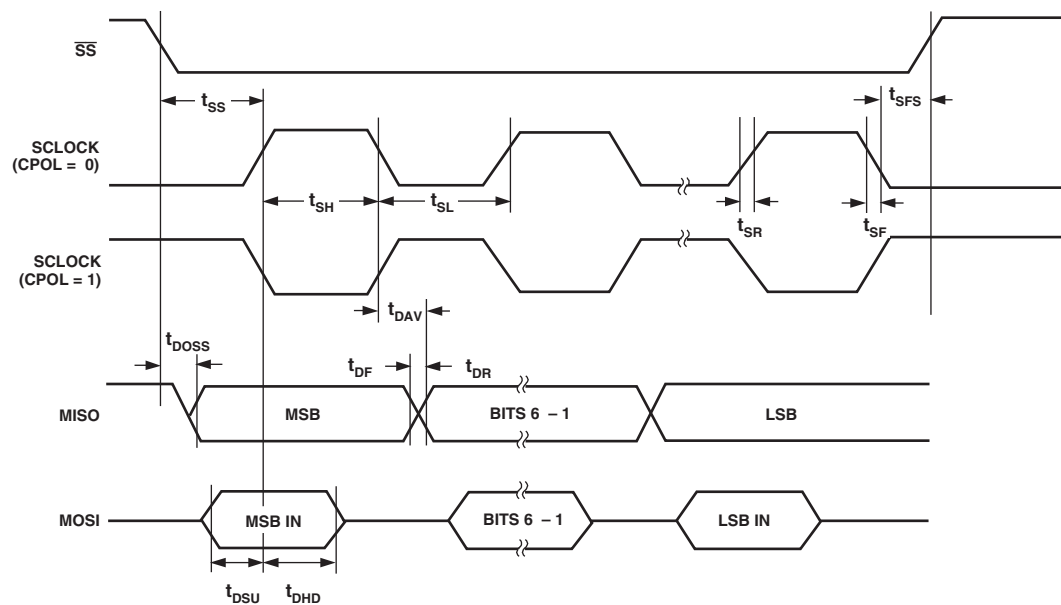 SS
tSS
tSFS
SCLOCK
(CPOL = 0)
tSH
tSL
tSR
tSF
SCLOCK
(CPOL = 1)
tDAV
tDOSS
tDF
tDR
MISO
MSB
BITS 6 – 1
LSB
MOSI
MSB IN
BITS 6 – 1
LSB IN
tDSU
tDHD